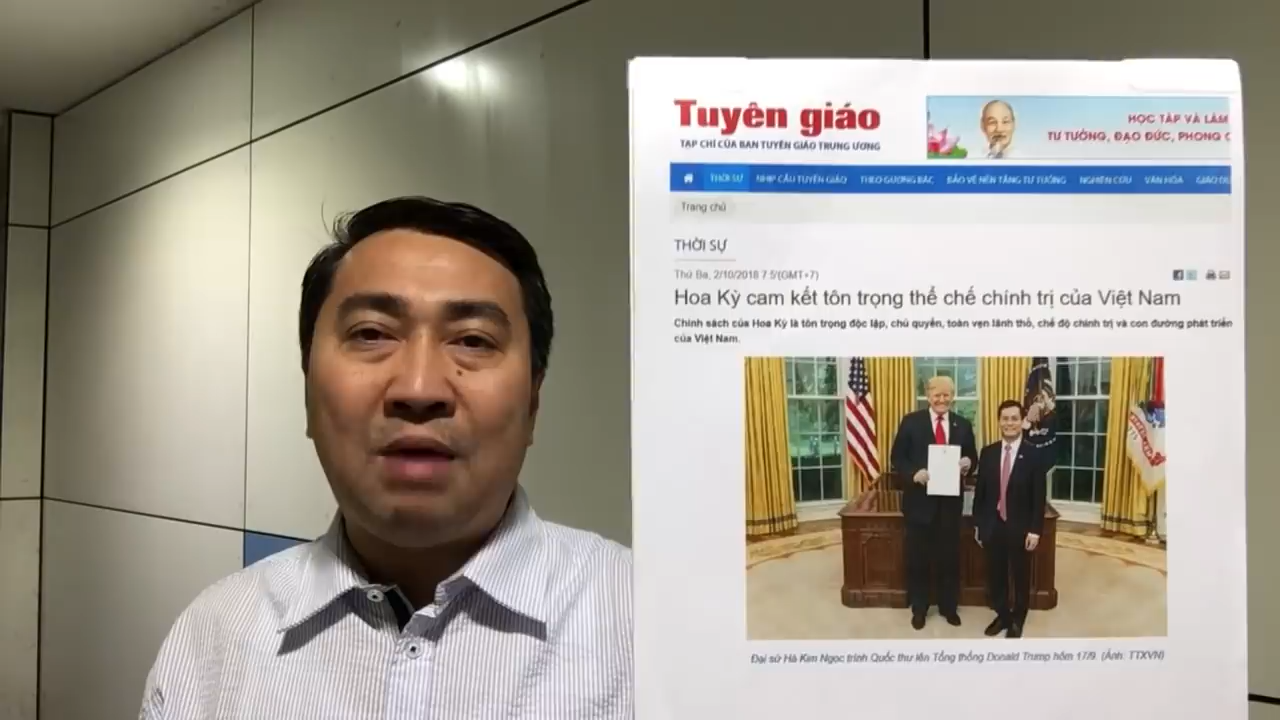 Tuyên giáo
TẠP CHÍ CỦA BAN TUYÊN GIÁO TRUNG ƯƠNG
HỌC TẬP VÀ LÀM
TƯ TƯỞNG, ĐẠO ĐỨC, PHONG C
THỜI SỰ NHỊP CẦU TUYÊN GIÁO THEO GƯƠNG BÁC BẢO VỆ NỀN TẢNG TƯ TƯỞNG NGHIÊN CỨU VĂN HÓA GIÁO DỤ
Trang chủ
THỜI SỰ
Thứ Ba, 2/10/2018 7:5'(GMT+7)
Hoa Kỳ cam kết tôn trọng thể chế chính trị của Việt Nam
Chính sách của Hoa Kỳ là tôn trọng độc lập, chủ quyền, toàn vẹn lãnh thổ, chế độ chính trị và con đường phát triển
của Việt Nam.
Đại sứ Hà Kim Ngọc trình Quốc thư lên Tổng thống Donald Trump hôm 17/9. (Ảnh: TTXVN)